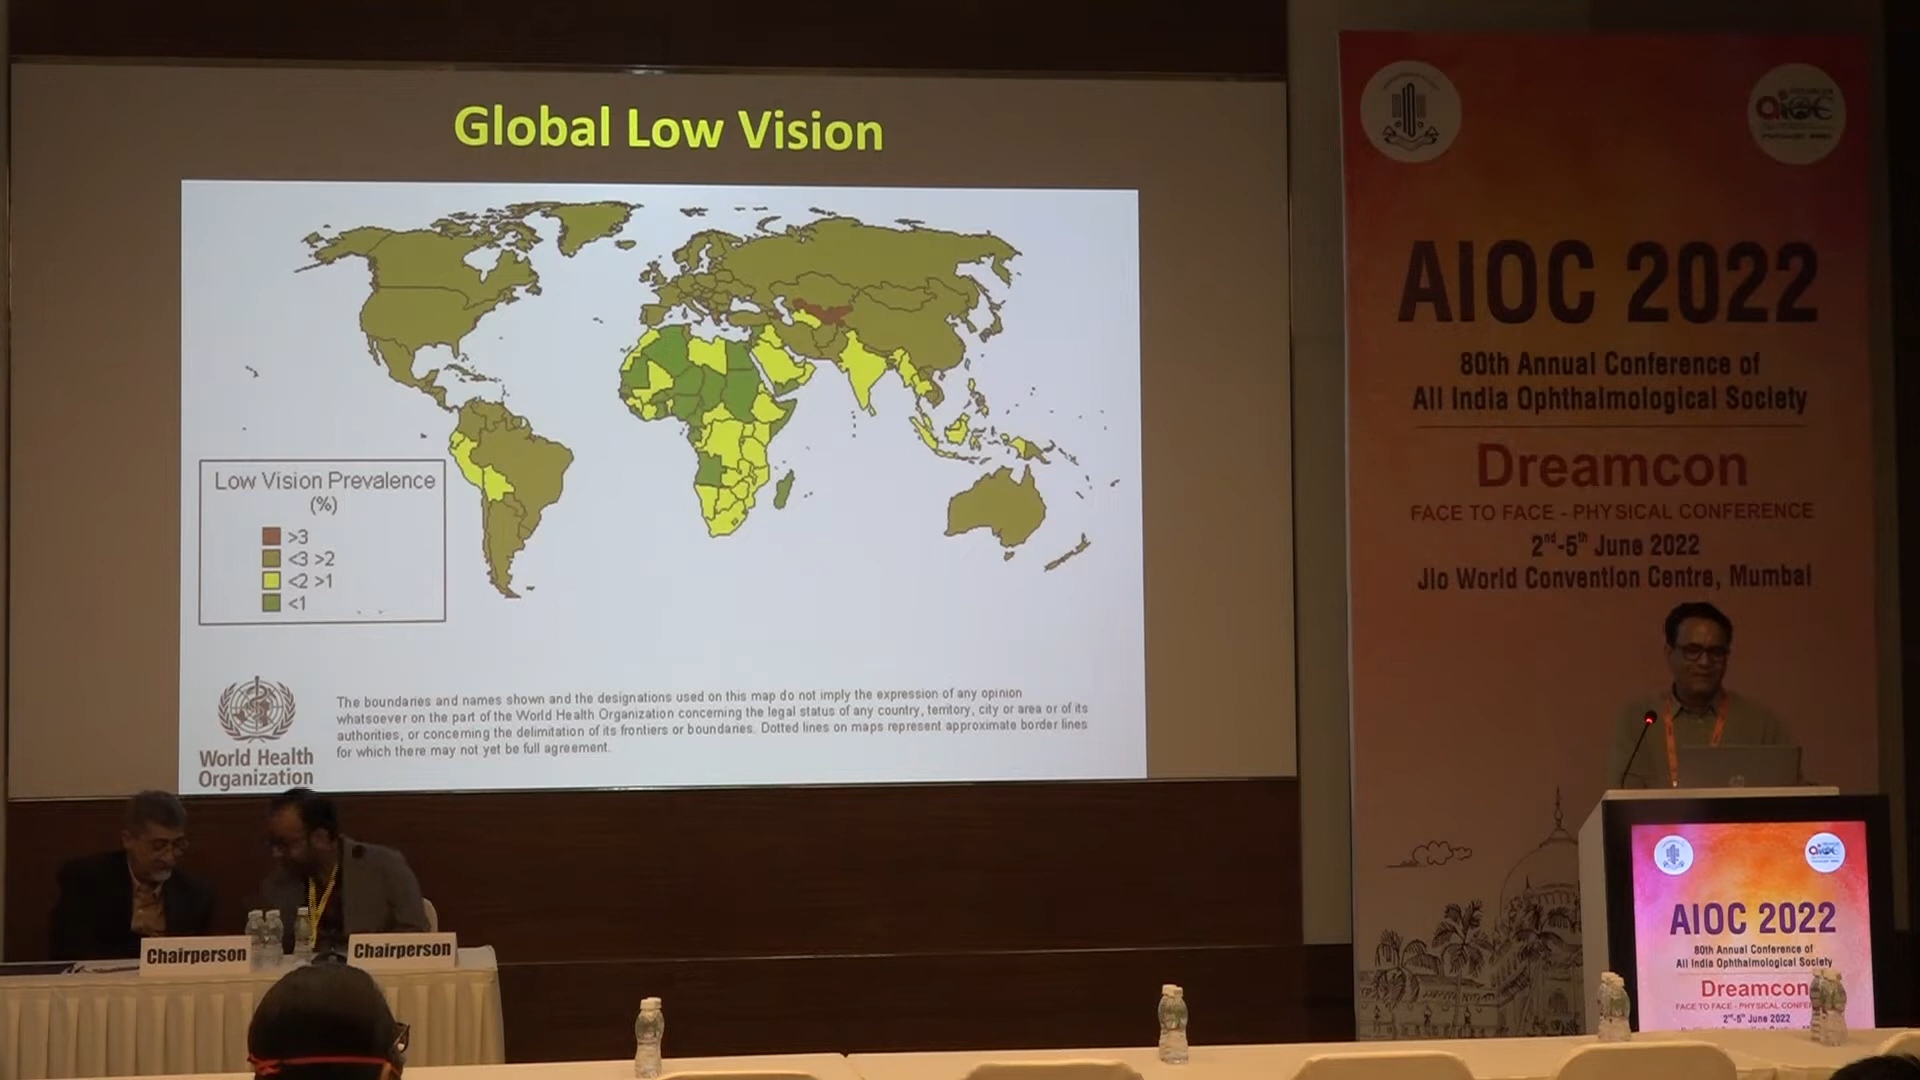 Global Low Vision
Low Vision Prevalence
(%)
>3
<3 >2
<2 >1
<1
World Health
Organization
The boundaries and names shown and the designations used on this map do not imply the expression of any opinion
whatsoever on the part of the World Health Organization concerning the legal status of any country, territory, city or area or of its
authorities, or concerning the delimitation of its frontiers or boundaries. Dotted lines on maps represent approximate border lines
for which there may not yet be full agreement.
AIOC 2022
80th Annual Conference of
All India Ophthalmological Society
Dreamcon
FACE TO FACE - PHYSICAL CONFERENCE
2nd-5th June 2022
Jio World Convention Centre, Mumbai
Chairperson
Chairperson
AIOC 2022
80th Annual Conference of
All India Ophthalmological Society
Dreamcon
FACE TO FACE - PHYSICAL
2nd-5th June 2022